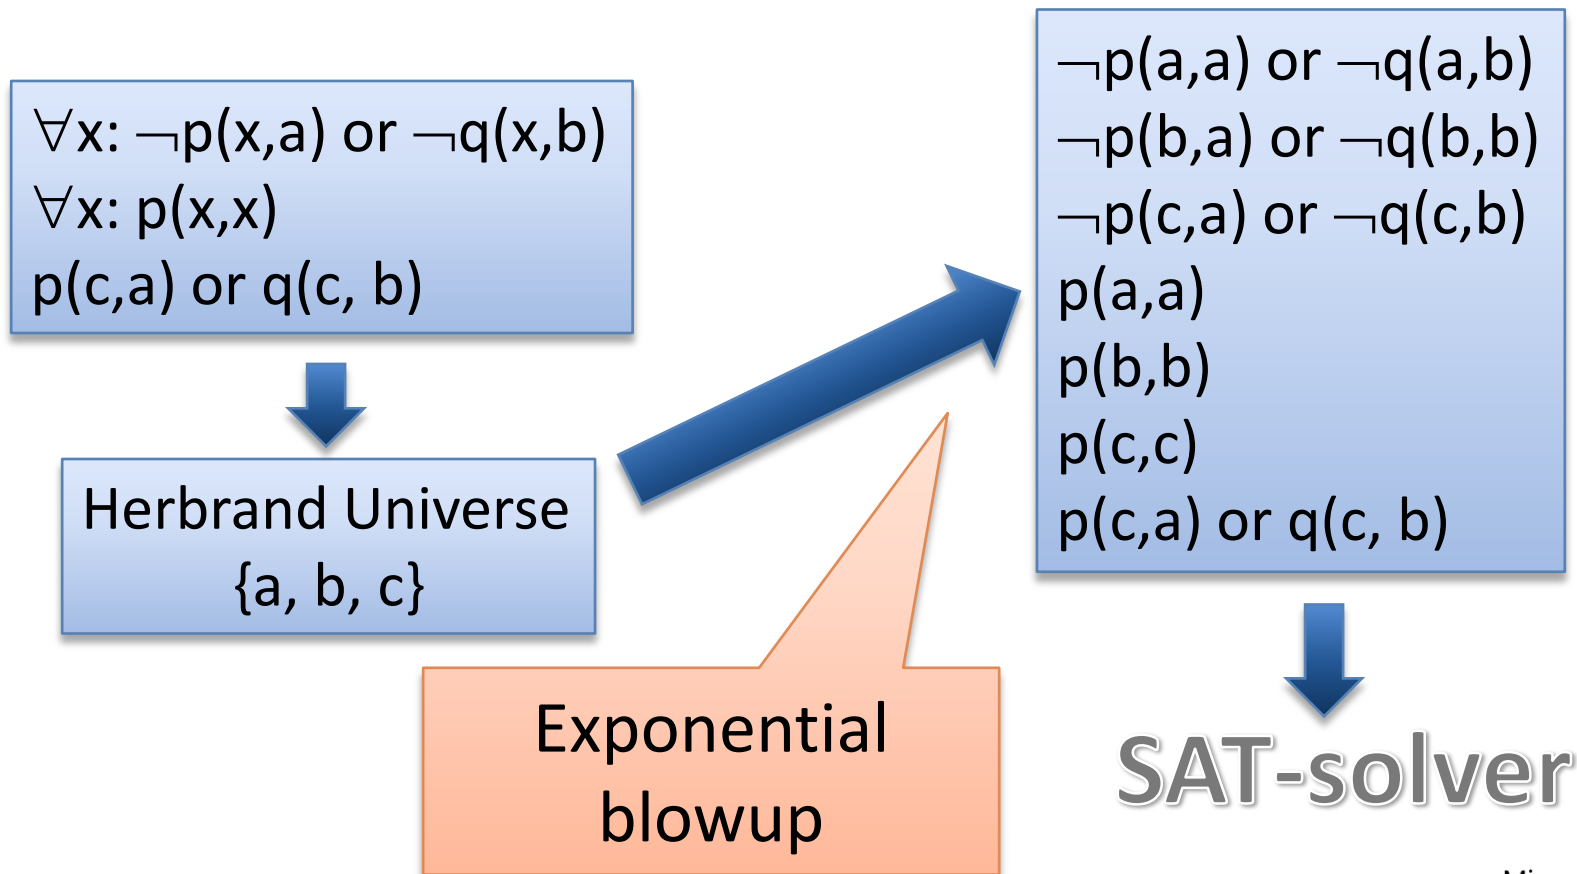 ∀x: ¬p(x,a) or ¬q(x,b)
∀x: p(x,x)
p(c,a) or q(c, b)
Herbrand Universe
{a, b, c}
¬p(a,a) or ¬q(a,b)
¬p(b,a) or ¬q(b,b)
¬p(c,a) or ¬q(c,b)
p(a,a)
p(b,b)
p(c,c)
p(c,a) or q(c, b)
Exponential
blowup
SAT-solver